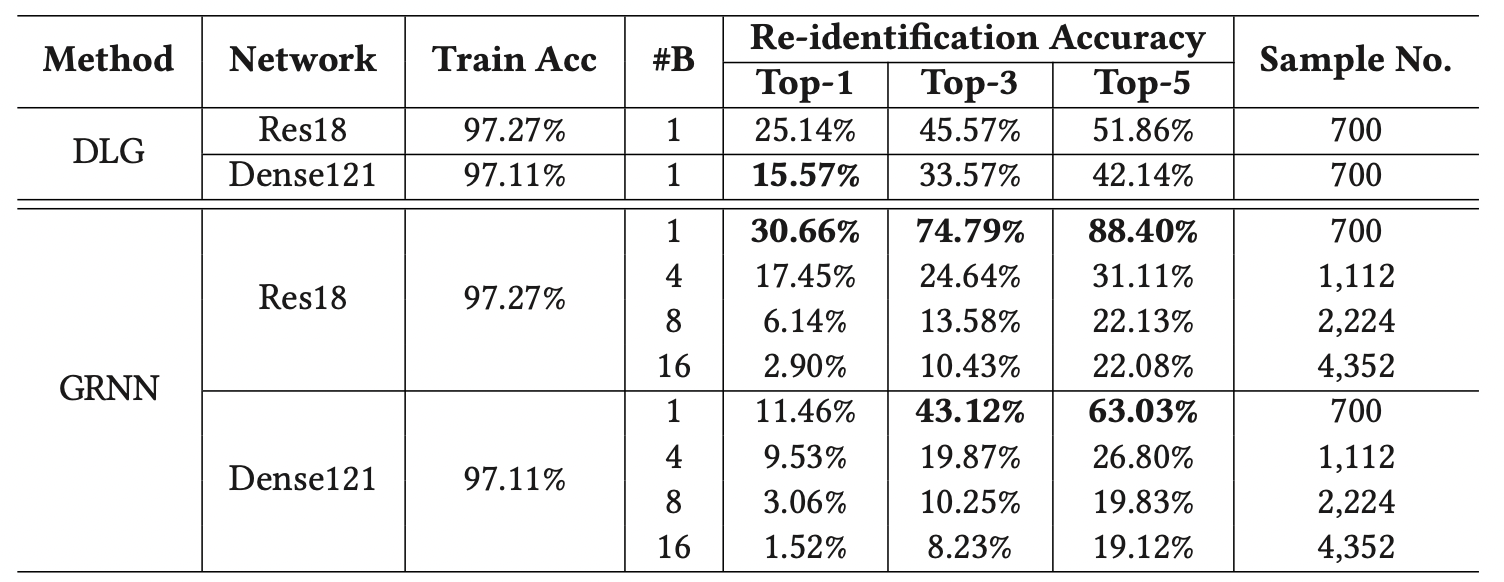 Method Network Train Acc #B Re-identification Accuracy Sample No.
Top-1 Top-3 Top-5
DLG Res18 97.27% 1 25.14% 45.57% 51.86% 700
Dense121 97.11% 1 15.57% 33.57% 42.14% 700
GRNN Res18 97.27% 1 30.66% 74.79% 88.40% 700
4 17.45% 24.64% 31.11% 1,112
8 6.14% 13.58% 22.13% 2,224
16 2.90% 10.43% 22.08% 4,352
Dense121 97.11% 1 11.46% 43.12% 63.03% 700
4 9.53% 19.87% 26.80% 1,112
8 3.06% 10.25% 19.83% 2,224
16 1.52% 8.23% 19.12% 4,352